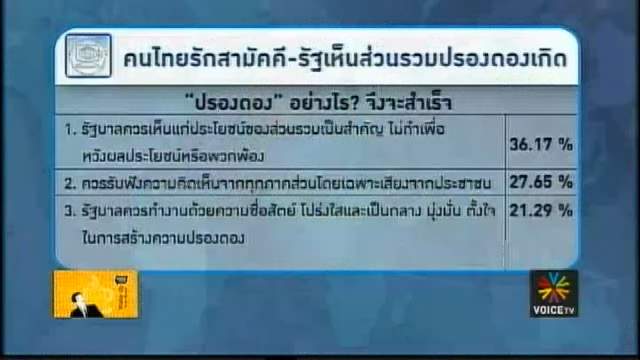 คนไทยรักสามัคคี-รัฐเห็นส่วนรวมปรองดองเกิด
“ปรองดอง” อย่างไร? จึงจะสำเร็จ
1. รัฐบาลควรเห็นแก่ประโยชน์ของส่วนรวมเป็นสำคัญ ไม่ทำเพื่อ
หวังผลประโยชน์หรือพวกพ้อง
36.17 %
2. ควรรับฟังความคิดเห็นจากทุกภาคส่วนโดยเฉพาะเสียงจากประชาชน 27.65 %
3. รัฐบาลควรทำงานด้วยความซื่อสัตย์ โปร่งใสและเป็นกลาง มุ่งมั่น ตั้งใจ 21.29 %
ในการสร้างความปรองดอง
VOICE TV